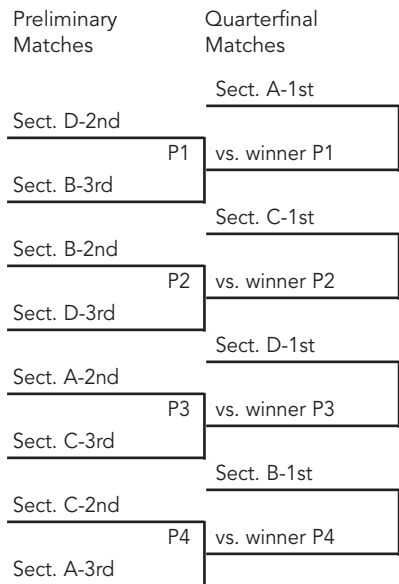 Preliminary
Matches
Quarterfinal
Matches
Sect. A-1st
Sect. D-2nd
P1
vs. winner P1
Sect. B-3rd
Sect. C-1st
Sect. B-2nd
P2
vs. winner P2
Sect. D-3rd
Sect. D-1st
Sect. A-2nd
P3
vs. winner P3
Sect. C-3rd
Sect. B-1st
Sect. C-2nd
P4
vs. winner P4
Sect. A-3rd